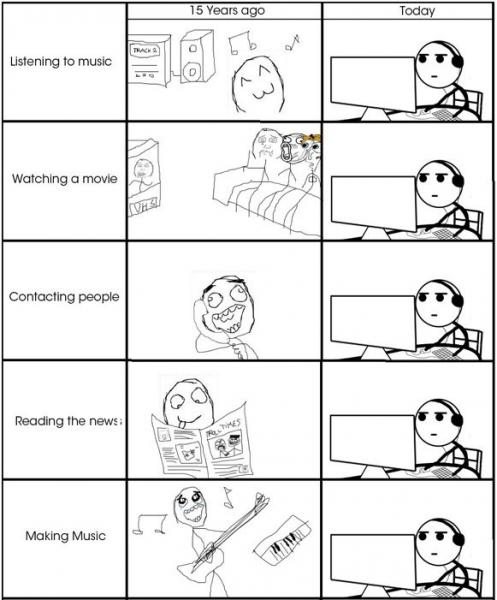 15 Years ago
Today
Listening to music
TRACK 2
Watching a movie
VHS
Contacting people
Reading the news
TROLL TIMES
Making Music